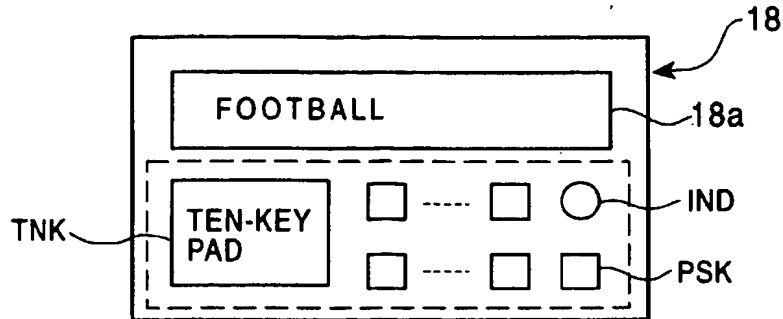 18
FOOTBALL
18a
TNK
TEN-KEY
PAD
IND
PSK